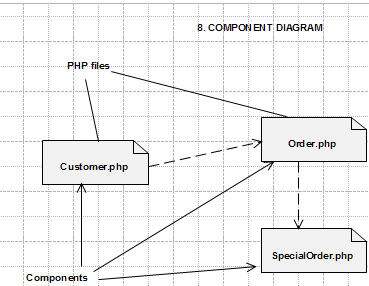 8. COMPONENT DIAGRAM
PHP files
Order.php
Customer.php
SpecialOrder.php
Components